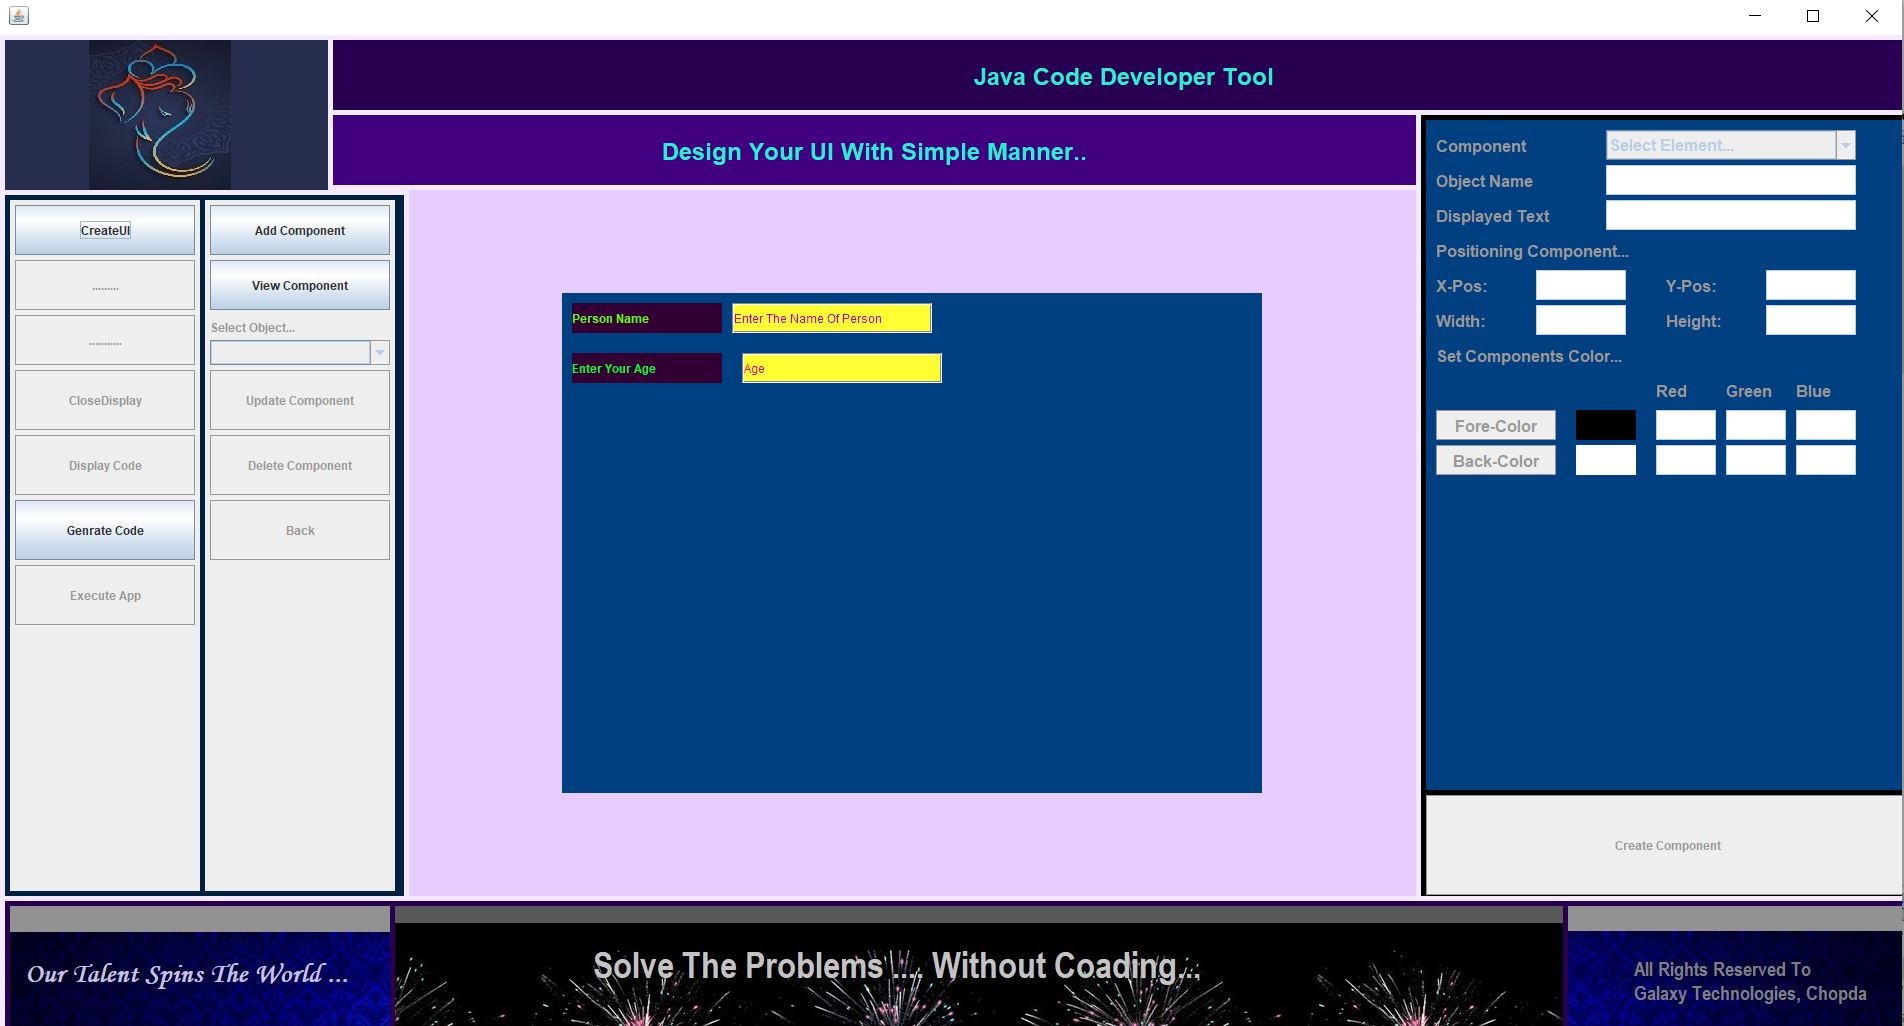 Java Code Developer Tool
Design Your UI With Simple Manner..
CreateUI
.........
...........
CloseDisplay
Display Code
Genrate Code
Execute App
Add Component
View Component
Select Object...
Update Component
Delete Component
Back
Person Name Enter The Name Of Person
Enter Your Age Age
Component Select Element...
Object Name
Displayed Text
Positioning Component...
X-Pos: Y-Pos:
Width: Height:
Set Components Color...
Red Green Blue
Fore-Color
Back-Color
Create Component
Our Talent Spins The World ...
Solve The Problems .... Without Coading...
All Rights Reserved To
Galaxy Technologies, Chopda